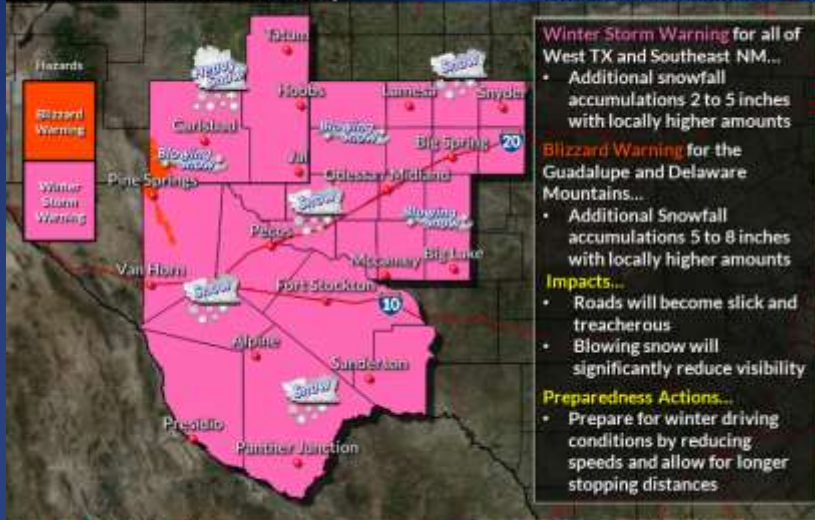 Hazards
Blizzard
Warning
Winter
Storm
Warning
Tatum
Heavy
Snow
Snow
Hobbs
Lamesa
Snyder
Carlsbad
Blowing
Snow
Big Spring
20
Blowing
Snow
Jal
Pine Springs
Odessa
Midland
Snow
Blowing
Snow
Pecos
Mccamey
Big Lake
Van Horn
Snow
Fort Stockton
10
Alpine
Sanderson
Snow
Presidio
Panther Junction
Winter Storm Warning for all of
West TX and Southeast NM...
• Additional snowfall
accumulations 2 to 5 inches
with locally higher amounts
Blizzard Warning for the
Guadalupe and Delaware
Mountains...
• Additional Snowfall
accumulations 5 to 8 inches
with locally higher amounts
Impacts...
• Roads will become slick and
treacherous
• Blowing snow will
significantly reduce visibility
Preparedness Actions...
• Prepare for winter driving
conditions by reducing
speeds and allow for longer
stopping distances